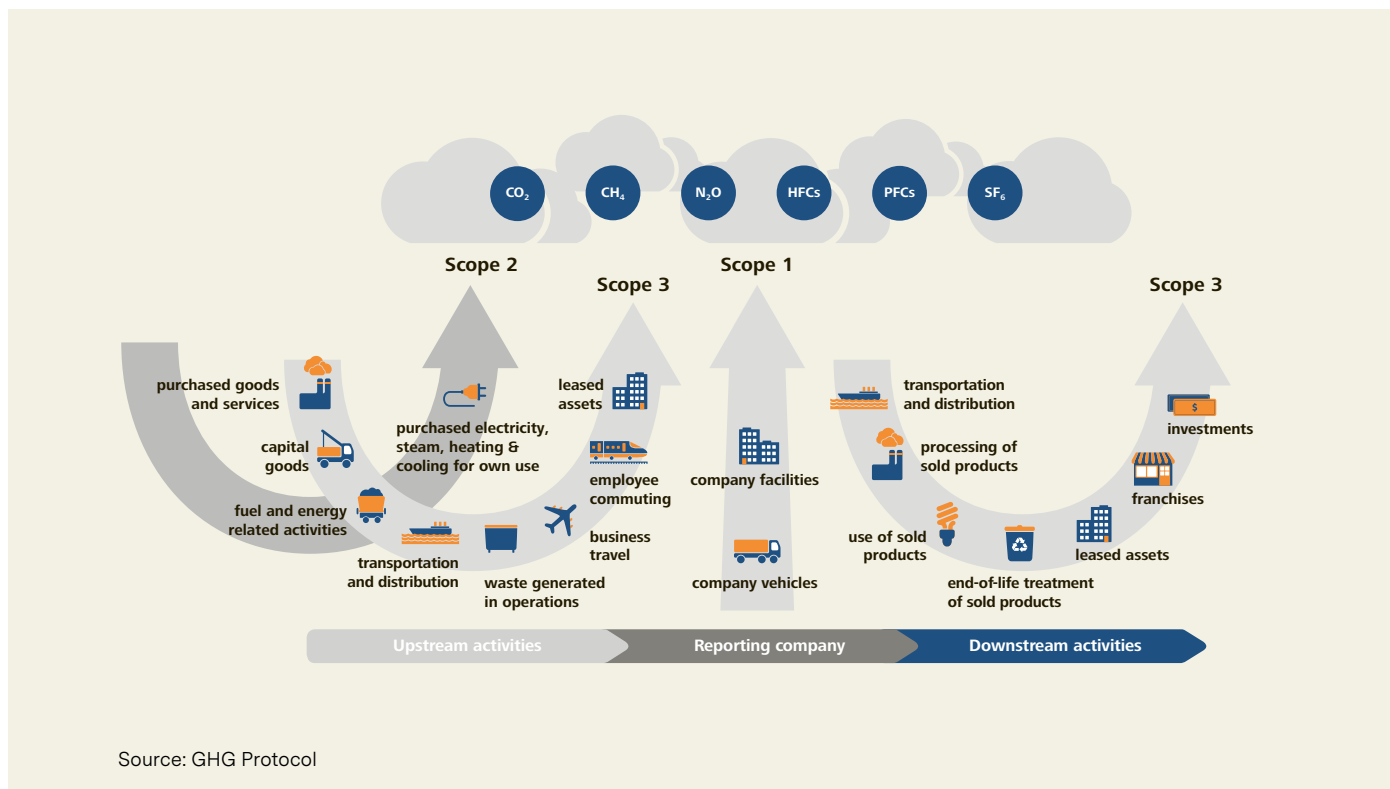 CO₂
CH₄
N₂O
HFCs
PFCs
SF₆
Scope 2
Scope 1
Scope 3
Scope 3
purchased goods
and services
capital
goods
fuel and energy
related activities
purchased electricity,
steam, heating &
cooling for own use
transportation
and distribution
waste generated
in operations
business
travel
employee
commuting
leased
assets
company facilities
company vehicles
transportation
and distribution
processing of
sold products
use of sold
products
end-of-life treatment
of sold products
leased assets
franchises
$
investments
Upstream activities
Reporting company
Downstream activities
Source: GHG Protocol